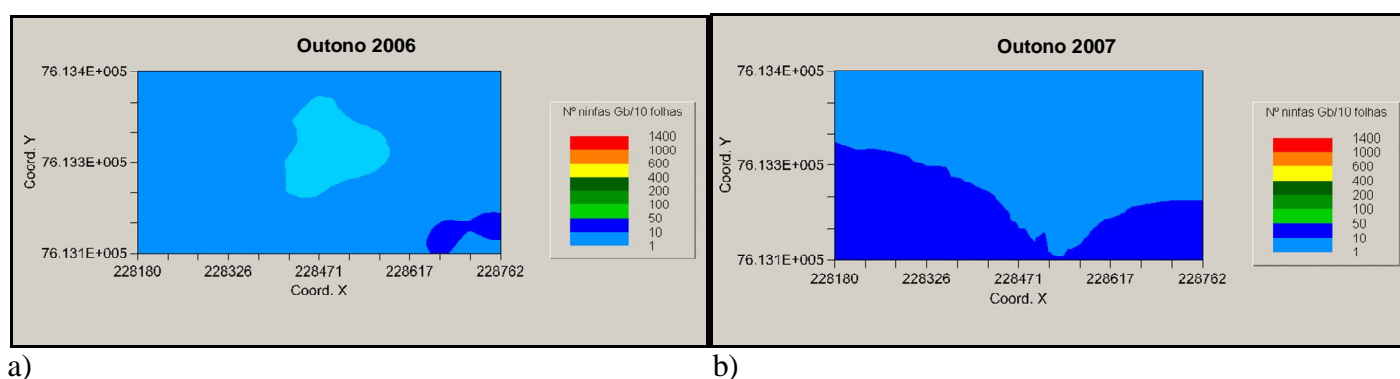 Outono 2006
76.134E+005
76.133E+005
76.131E+005
Coord. Y
228180 228326 228471 228617 228762
Coord. X
Nº ninfas Gb/10 folhas
1400
1000
600
400
200
100
50
10
1
a)
Outono 2007
76.134E+005
76.133E+005
76.131E+005
Coord. Y
228180 228326 228471 228617 228762
Coord. X
Nº ninfas Gb/10 folhas
1400
1000
600
400
200
100
50
10
1
b)